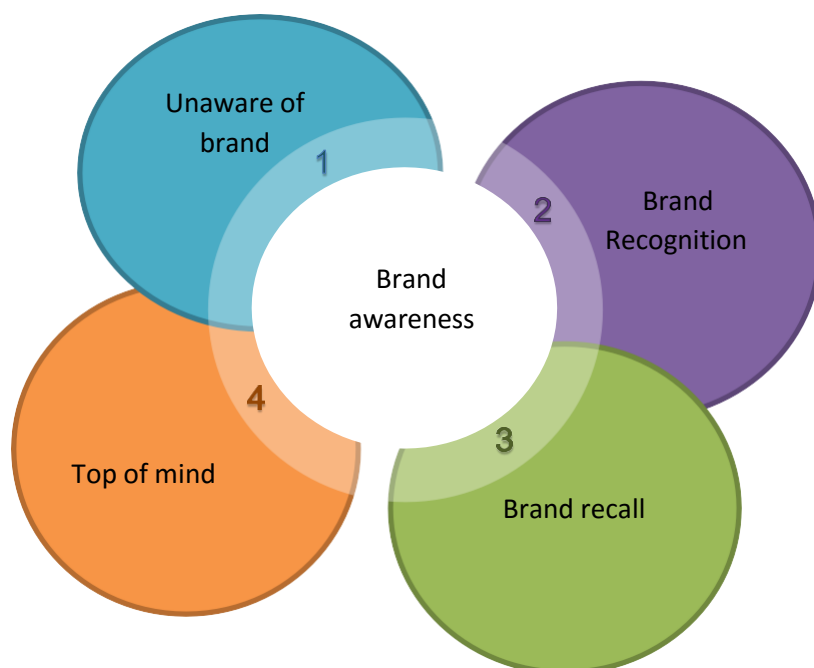 Unaware of
brand
1
2
Brand
Recognition
Brand
awareness
4
3
Top of mind
Brand recall